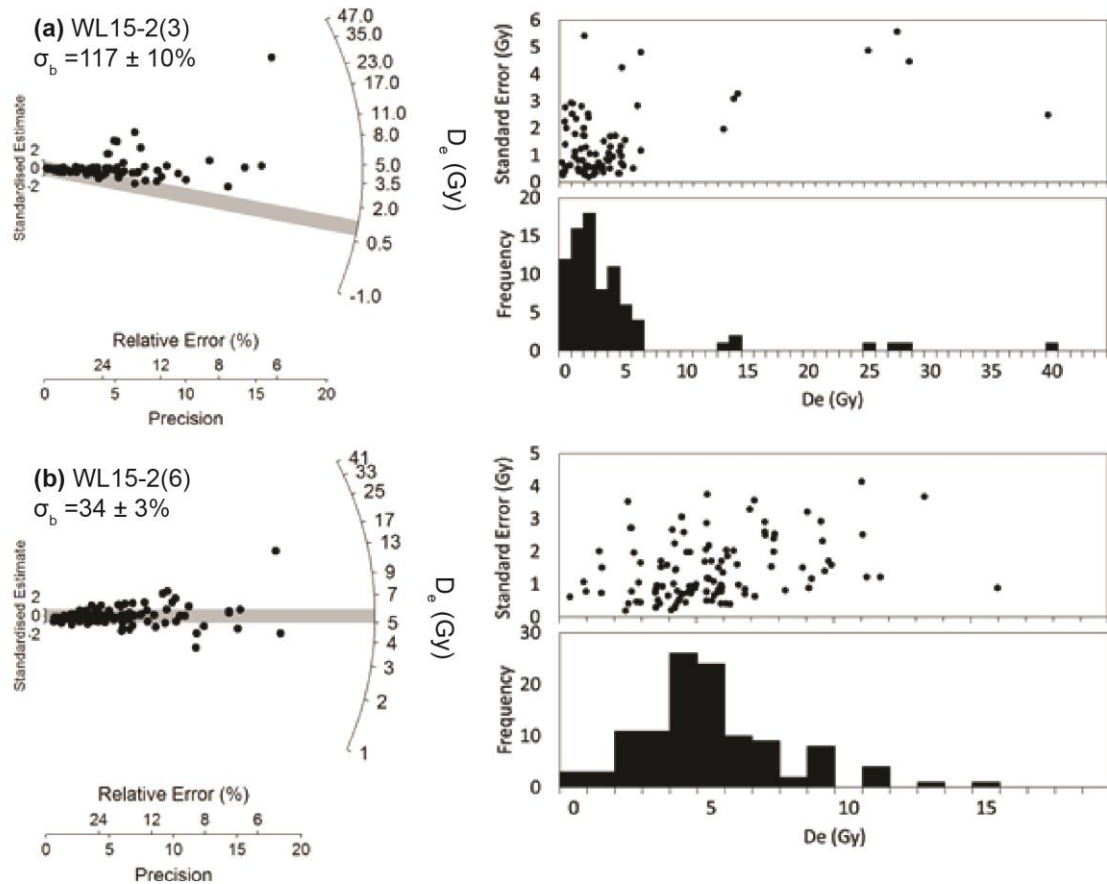 (a) WL15-2(3)
σb =117 ± 10%
Standardised Estimate
2
0
-2
47.0
35.0
23.0
17.0
11.0
8.0
5.0
3.5
2.0
0.5
-1.0
De (Gy)
Relative Error (%)
24 12 8 6
0 5 10 15 20
Precision
Standard Error (Gy)
6
5
4
3
2
1
0
Frequency
20
15
10
5
0
0 5 10 15 20 25 30 35 40
De (Gy)
(b) WL15-2(6)
σb =34 ± 3%
Standardised Estimate
2
0
-2
41
33
25
17
13
9
7
5
4
3
2
1
De (Gy)
Relative Error (%)
24 12 8 6
0 5 10 15 20
Precision
Standard Error (Gy)
5
4
3
2
1
0
Frequency
30
20
10
0
0 5 10 15
De (Gy)